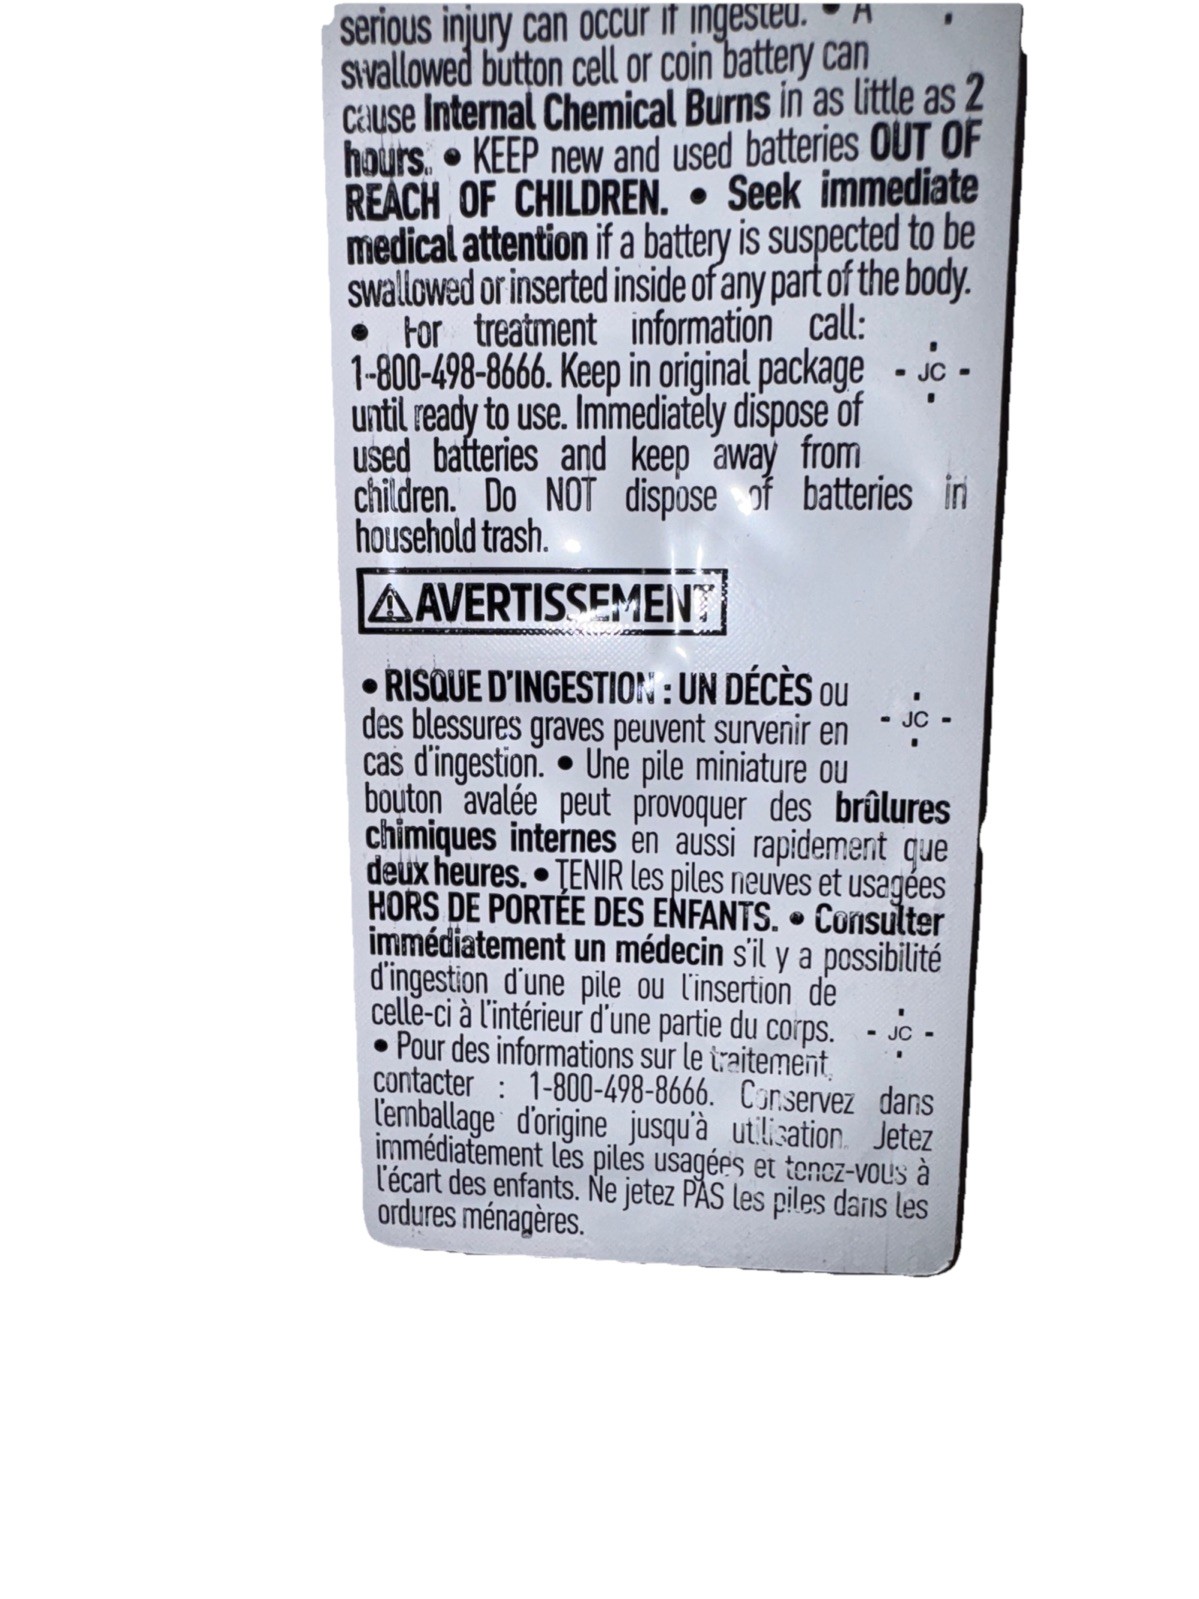 serious injury can occur if ingested. • A
swallowed button cell or coin battery can
cause Internal Chemical Burns in as little as 2
hours. • KEEP new and used batteries OUT OF
REACH OF CHILDREN. • Seek immediate
medical attention if a battery is suspected to be
swallowed or inserted inside of any part of the body.
• For treatment information call:
1-800-498-8666. Keep in original package
- JC -
until ready to use. Immediately dispose of
used batteries and keep away from
children. Do NOT dispose of batteries in
household trash.
⚠AVERTISSEMENT
• RISQUE D'INGESTION : UN DÉCÈS ou
- JC -
des blessures graves peuvent survenir en
cas d'ingestion. • Une pile miniature ou
bouton avalée peut provoquer des brûlures
chimiques internes en aussi rapidement que
deux heures. • TENIR les piles neuves et usagées
HORS DE PORTÉE DES ENFANTS. • Consulter
immédiatement un médecin s'il y a possibilité
d'ingestion d'une pile ou l'insertion de
celle-ci à l'intérieur d'une partie du corps.
- JC -
• Pour des informations sur le traitement,
contacter : 1-800-498-8666. Conservez dans
l'emballage d'origine jusqu'à utilisation. Jetez
immédiatement les piles usagées et tenez-vous à
l'écart des enfants. Ne jetez PAS les piles dans les
ordures ménagères.